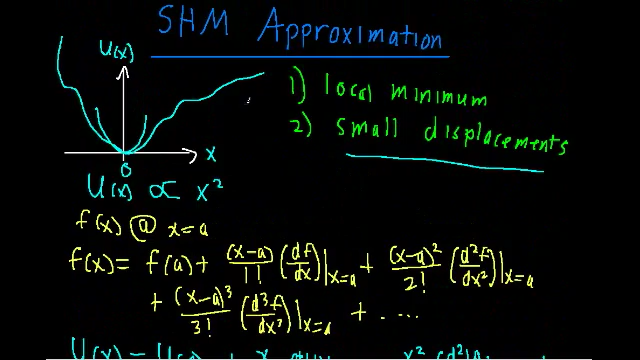 SHM Approximation
U(x)
1) local minimum
2) small displacements
x
0
U(x) ∝ x²
f(x) @ x=a
f(x) = f(a) + (x-a)/1! (df/dx)|x=a + (x-a)²/2! (d²f/dx²)|x=a
+ (x-a)³/3! (d³f/dx³)|x=a + .....